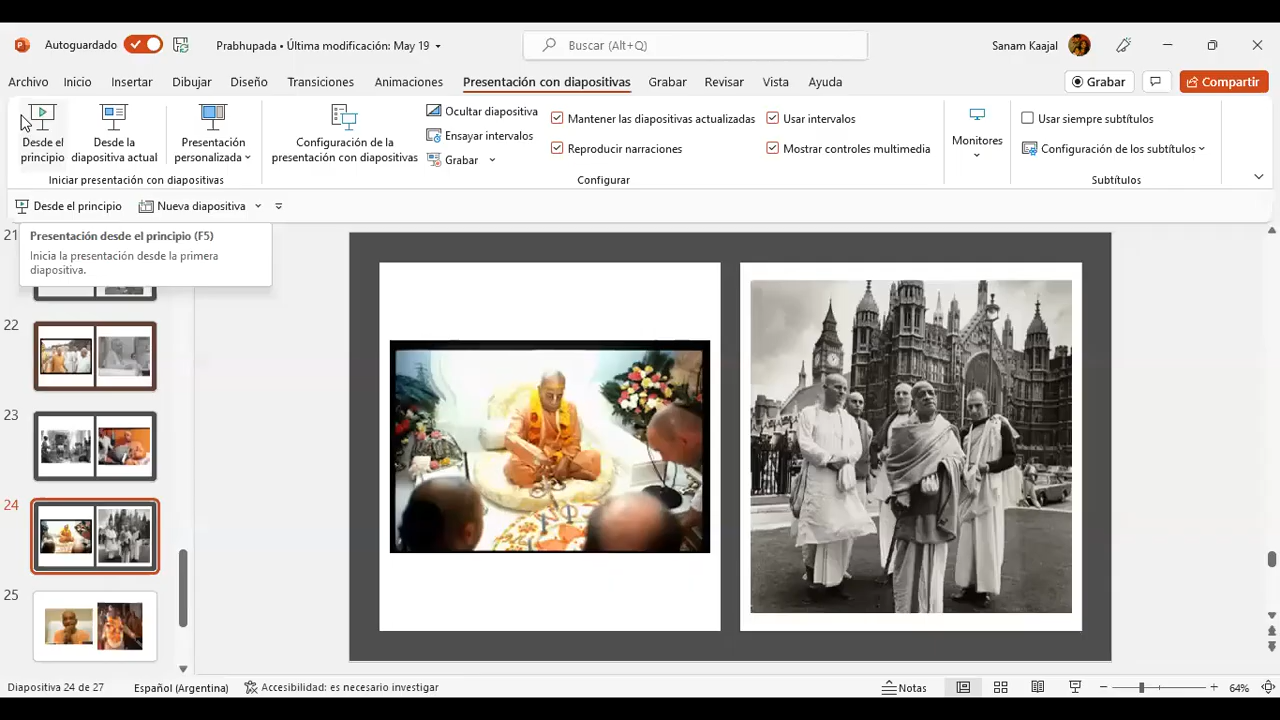 Autoguardado
Prabhupada • Última modificación: May 19
Buscar (Alt+Q)
Sanam Kaajal
Archivo Inicio Insertar Dibujar Diseño Transiciones Animaciones Presentación con diapositivas Grabar Revisar Vista Ayuda
Grabar
Compartir
Desde el
principio
Desde la
diapositiva actual
Presentación
personalizada
Iniciar presentación con diapositivas
Configuración de la
presentación con diapositivas
Ocultar diapositiva
Ensayar intervalos
Grabar
Mantener las diapositivas actualizadas
Reproducir narraciones
Usar intervalos
Mostrar controles multimedia
Configurar
Monitores
Usar siempre subtítulos
Configuración de los subtítulos
Subtítulos
Desde el principio
Nueva diapositiva
Presentación desde el principio (F5)
Inicia la presentación desde la primera
diapositiva.
21
22
23
24
25
Diapositiva 24 de 27
Español (Argentina)
Accesibilidad: es necesario investigar
Notas
64%